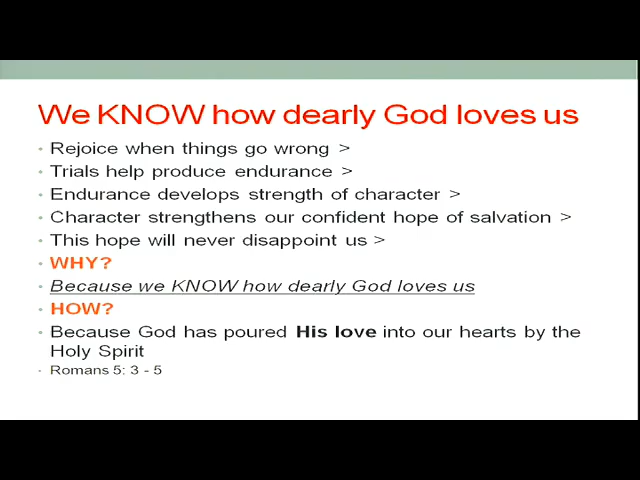 We KNOW how dearly God loves us
• Rejoice when things go wrong >
• Trials help produce endurance >
• Endurance develops strength of character >
• Character strengthens our confident hope of salvation >
• This hope will never disappoint us >
• WHY?
• Because we KNOW how dearly God loves us
• HOW?
• Because God has poured His love into our hearts by the
Holy Spirit
• Romans 5: 3 - 5